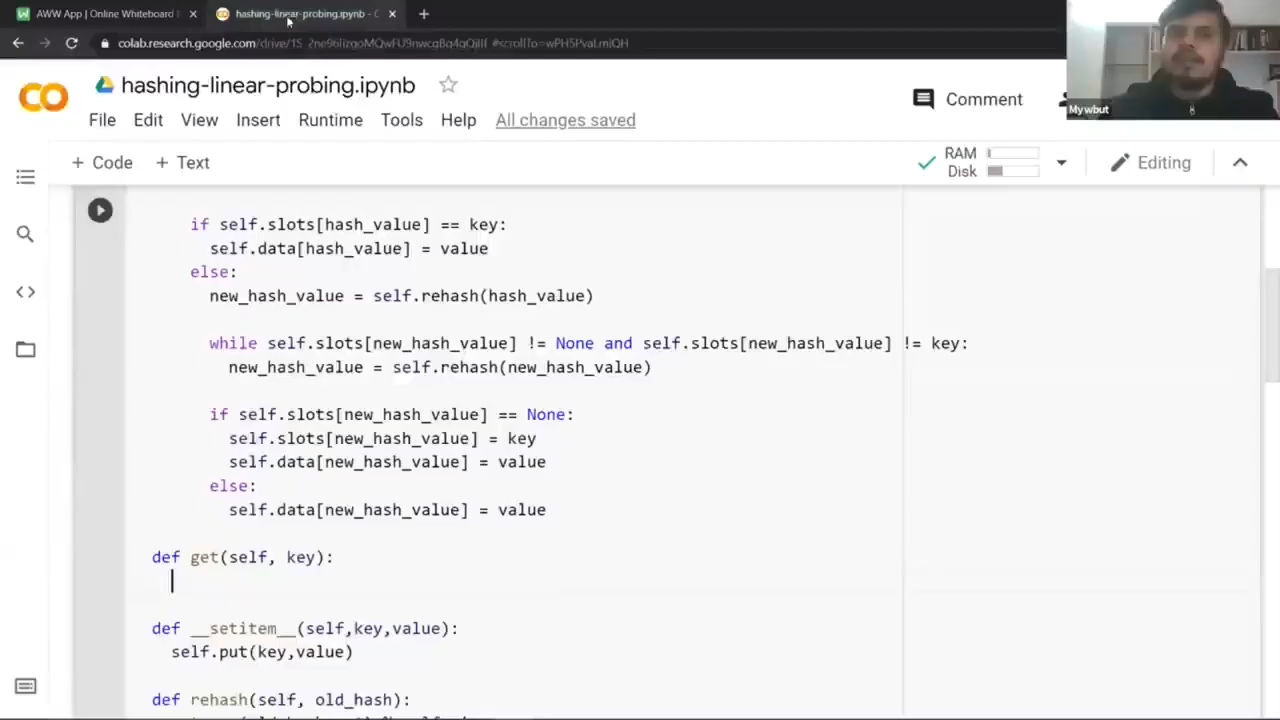 AWW App | Online Whiteboard
hashing-linear-probing.ipynb - C
colab.research.google.com/drive/1S
hashing-linear-probing.ipynb
Comment
Mywbut
File Edit View Insert Runtime Tools Help All changes saved
+ Code + Text
RAM
Disk
Editing
if self.slots[hash_value] == key:
self.data[hash_value] = value
else:
new_hash_value = self.rehash(hash_value)
while self.slots[new_hash_value] != None and self.slots[new_hash_value] != key:
new_hash_value = self.rehash(new_hash_value)
if self.slots[new_hash_value] == None:
self.slots[new_hash_value] = key
self.data[new_hash_value] = value
else:
self.data[new_hash_value] = value
def get(self, key):
def __setitem__(self,key,value):
self.put(key,value)
def rehash(self, old_hash):